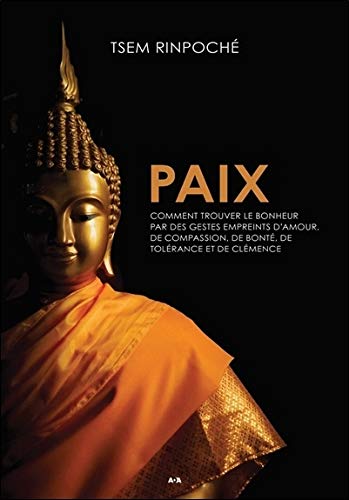 TSEM RINPOCHÉ
PAIX
COMMENT TROUVER LE BONHEUR
PAR DES GESTES EMPREINTS D'AMOUR,
DE COMPASSION, DE BONTÉ, DE
TOLÉRANCE ET DE CLÉMENCE
A•A